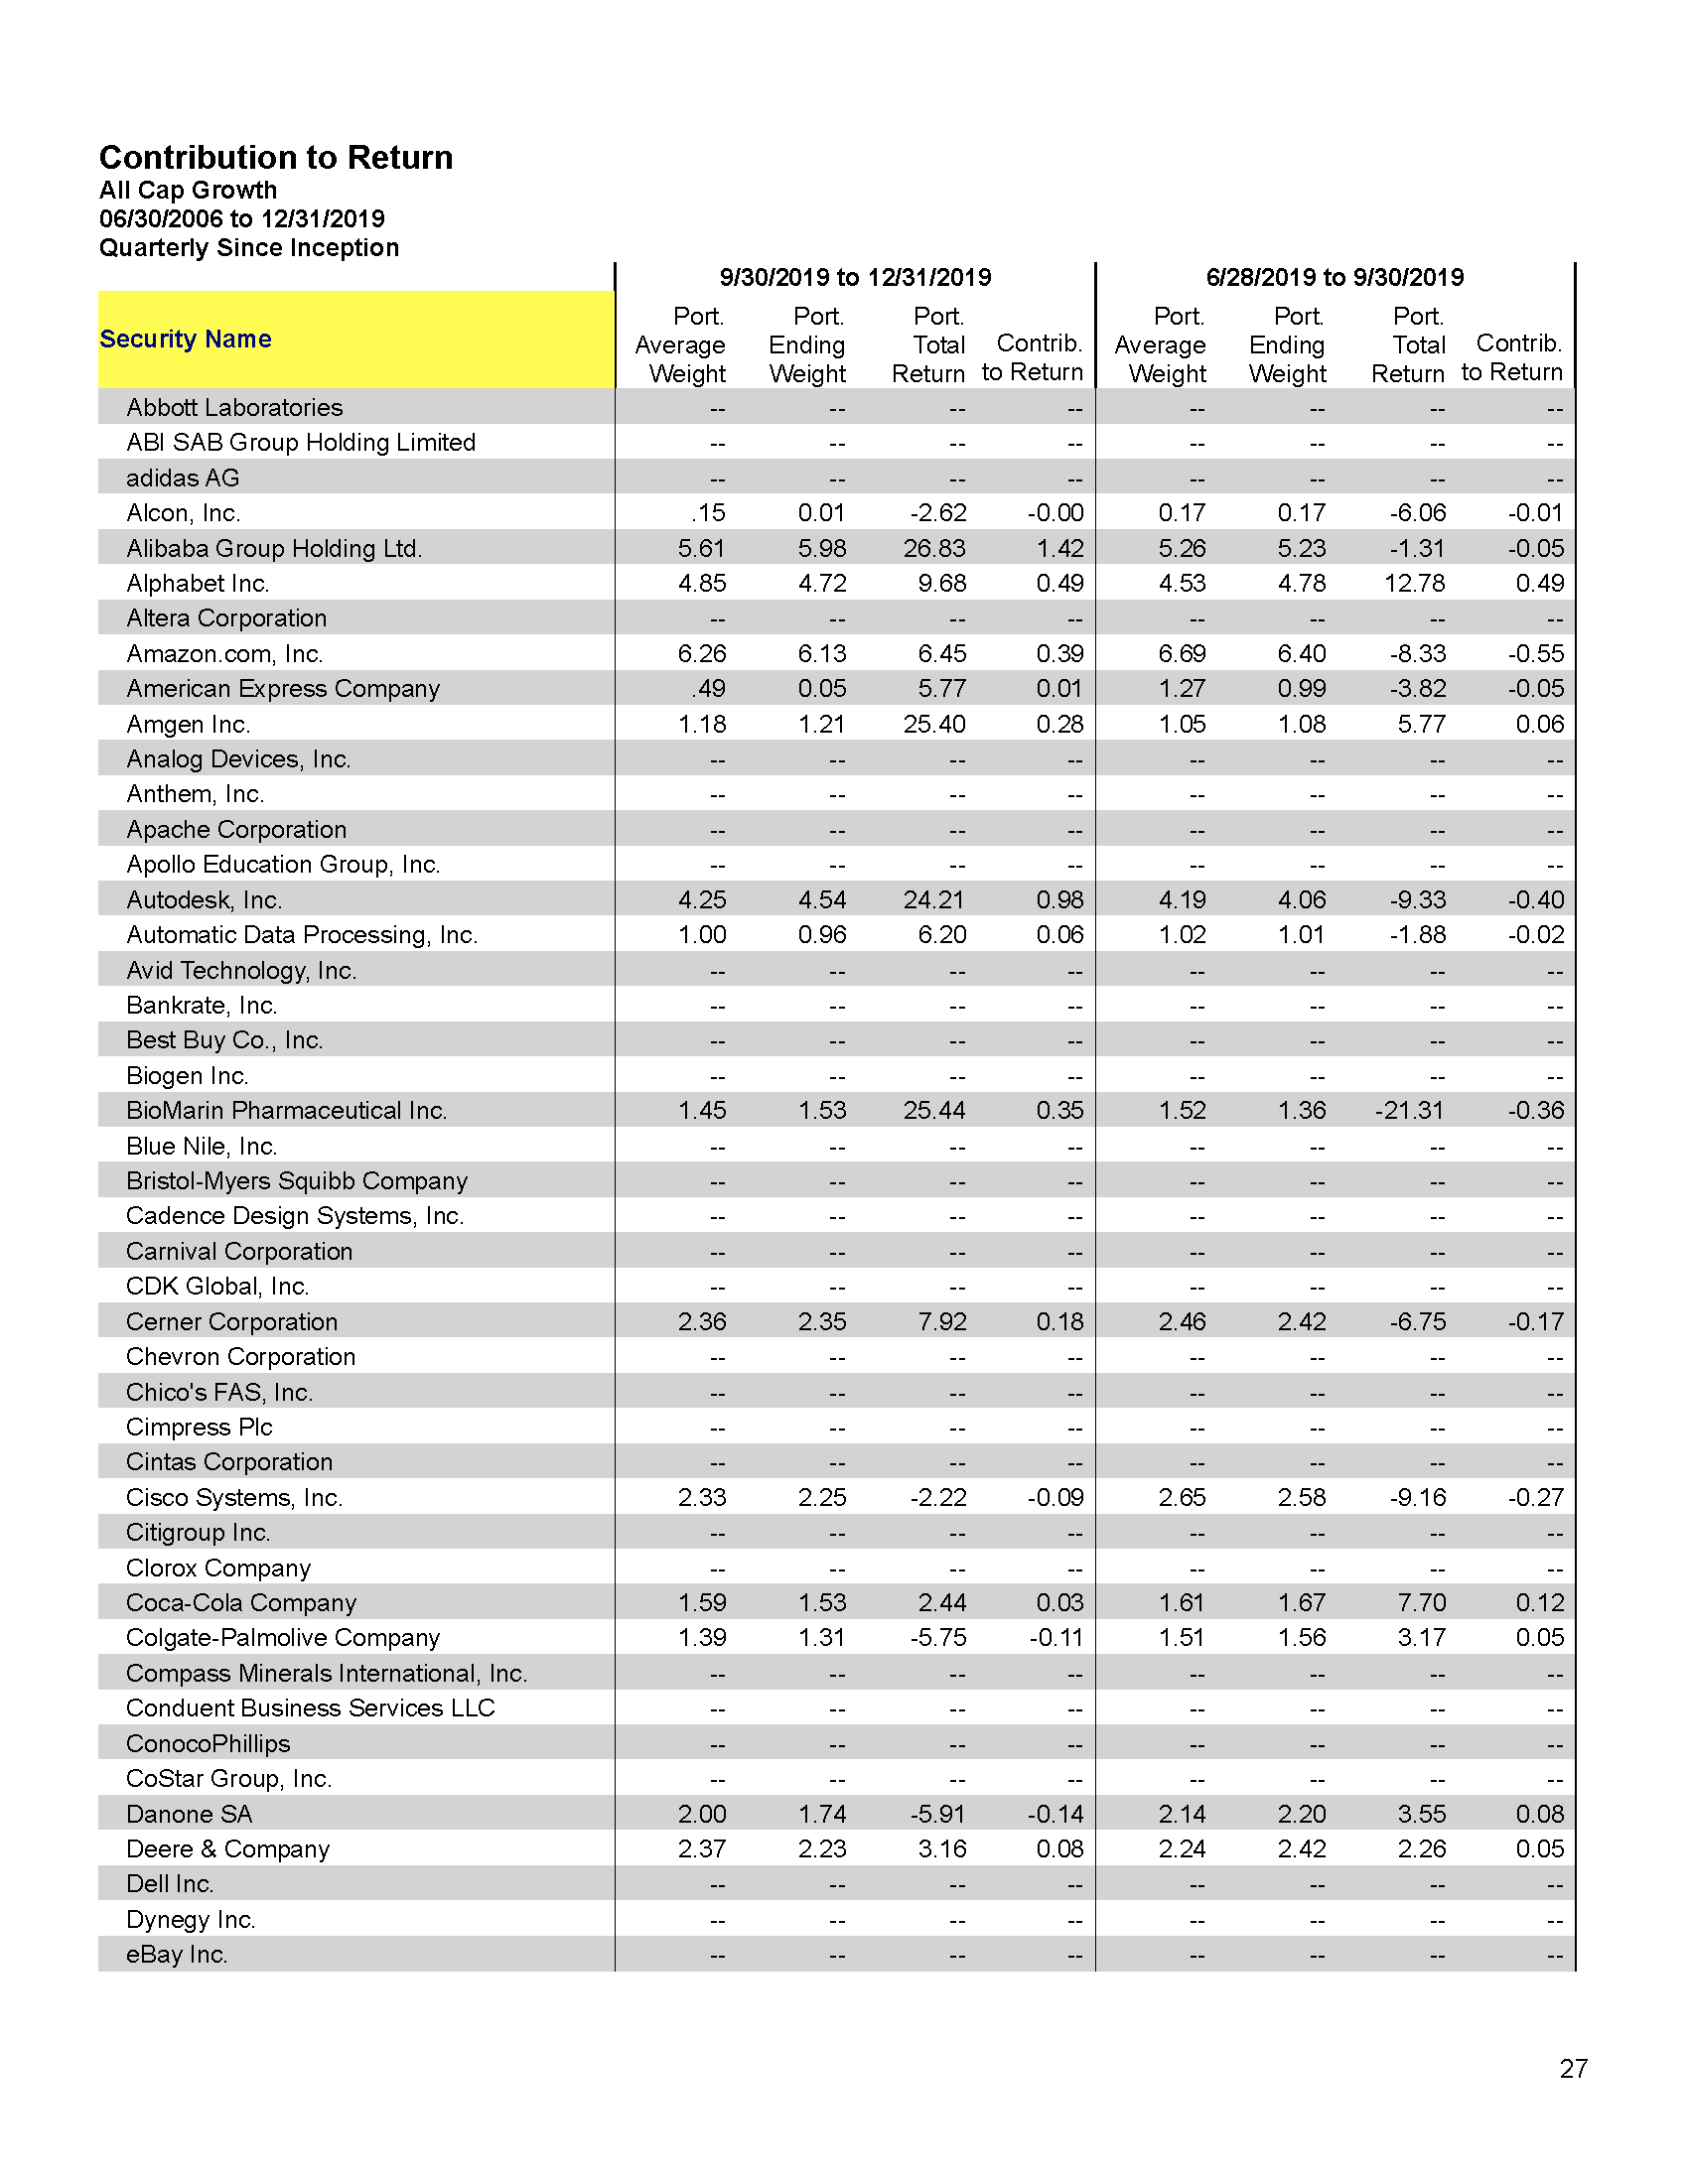 Contribution to Return
All Cap Growth
06/30/2006 to 12/31/2019
Quarterly Since Inception
9/30/2019 to 12/31/2019 6/28/2019 to 9/30/2019
Security Name Port. Average Weight Port. Ending Weight Port. Total Return Contrib. to Return Port. Average Weight Port. Ending Weight Port. Total Return Contrib. to Return
Abbott Laboratories -- -- -- -- -- -- -- --
ABI SAB Group Holding Limited -- -- -- -- -- -- -- --
adidas AG -- -- -- -- -- -- -- --
Alcon, Inc. .15 0.01 -2.62 -0.00 0.17 0.17 -6.06 -0.01
Alibaba Group Holding Ltd. 5.61 5.98 26.83 1.42 5.26 5.23 -1.31 -0.05
Alphabet Inc. 4.85 4.72 9.68 0.49 4.53 4.78 12.78 0.49
Altera Corporation -- -- -- -- -- -- -- --
Amazon.com, Inc. 6.26 6.13 6.45 0.39 6.69 6.40 -8.33 -0.55
American Express Company .49 0.05 5.77 0.01 1.27 0.99 -3.82 -0.05
Amgen Inc. 1.18 1.21 25.40 0.28 1.05 1.08 5.77 0.06
Analog Devices, Inc. -- -- -- -- -- -- -- --
Anthem, Inc. -- -- -- -- -- -- -- --
Apache Corporation -- -- -- -- -- -- -- --
Apollo Education Group, Inc. -- -- -- -- -- -- -- --
Autodesk, Inc. 4.25 4.54 24.21 0.98 4.19 4.06 -9.33 -0.40
Automatic Data Processing, Inc. 1.00 0.96 6.20 0.06 1.02 1.01 -1.88 -0.02
Avid Technology, Inc. -- -- -- -- -- -- -- --
Bankrate, Inc. -- -- -- -- -- -- -- --
Best Buy Co., Inc. -- -- -- -- -- -- -- --
Biogen Inc. -- -- -- -- -- -- -- --
BioMarin Pharmaceutical Inc. 1.45 1.53 25.44 0.35 1.52 1.36 -21.31 -0.36
Blue Nile, Inc. -- -- -- -- -- -- -- --
Bristol-Myers Squibb Company -- -- -- -- -- -- -- --
Cadence Design Systems, Inc. -- -- -- -- -- -- -- --
Carnival Corporation -- -- -- -- -- -- -- --
CDK Global, Inc. -- -- -- -- -- -- -- --
Cerner Corporation 2.36 2.35 7.92 0.18 2.46 2.42 -6.75 -0.17
Chevron Corporation -- -- -- -- -- -- -- --
Chico's FAS, Inc. -- -- -- -- -- -- -- --
Cimpress Plc -- -- -- -- -- -- -- --
Cintas Corporation -- -- -- -- -- -- -- --
Cisco Systems, Inc. 2.33 2.25 -2.22 -0.09 2.65 2.58 -9.16 -0.27
Citigroup Inc. -- -- -- -- -- -- -- --
Clorox Company -- -- -- -- -- -- -- --
Coca-Cola Company 1.59 1.53 2.44 0.03 1.61 1.67 7.70 0.12
Colgate-Palmolive Company 1.39 1.31 -5.75 -0.11 1.51 1.56 3.17 0.05
Compass Minerals International, Inc. -- -- -- -- -- -- -- --
Conduent Business Services LLC -- -- -- -- -- -- -- --
ConocoPhillips -- -- -- -- -- -- -- --
CoStar Group, Inc. -- -- -- -- -- -- -- --
Danone SA 2.00 1.74 -5.91 -0.14 2.14 2.20 3.55 0.08
Deere & Company 2.37 2.23 3.16 0.08 2.24 2.42 2.26 0.05
Dell Inc. -- -- -- -- -- -- -- --
Dynegy Inc. -- -- -- -- -- -- -- --
eBay Inc. -- -- -- -- -- -- -- --
27